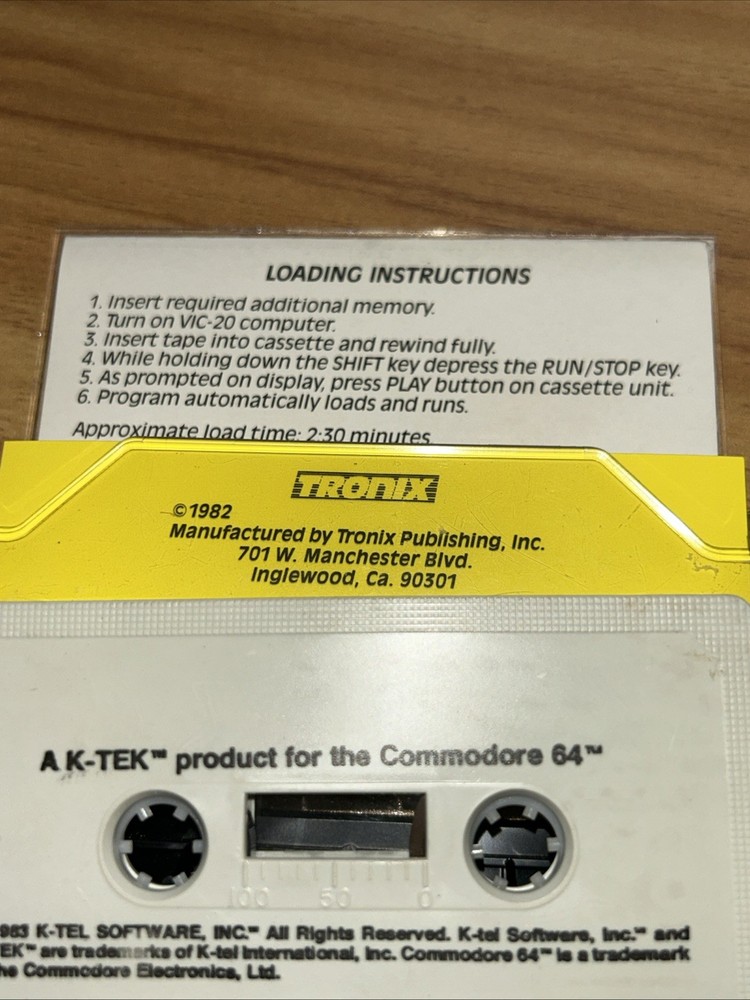 LOADING INSTRUCTIONS
1. Insert required additional memory.
2. Turn on VIC-20 computer.
3. Insert tape into cassette and rewind fully.
4. While holding down the SHIFT key depress the RUN/STOP key.
5. As prompted on display, press PLAY button on cassette unit.
6. Program automatically loads and runs.
Approximate load time: 2:30 minutes
TRONIX
©1982
Manufactured by Tronix Publishing, Inc.
701 W. Manchester Blvd.
Inglewood, Ca. 90301
A K-TEK™ product for the Commodore 64™
100 50 0
983 K-TEL SOFTWARE, INC.™ All Rights Reserved. K-tel Software, Inc.™ and
EK™ are trademarks of K-tel International, Inc. Commodore 64™ is a trademark
he Commodore Electronics, Ltd.